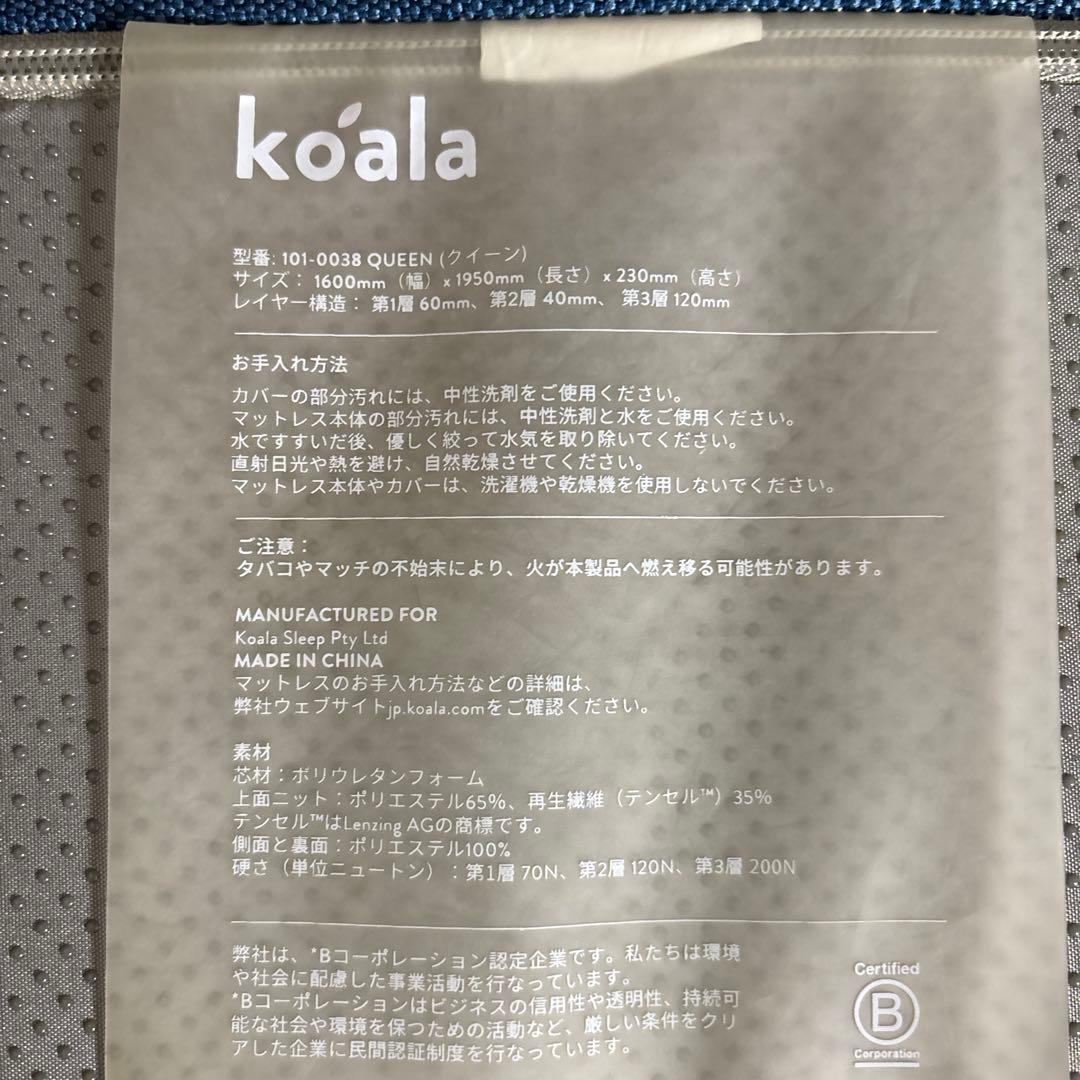 koala
型番: 101-0038 QUEEN (クイーン)
サイズ： 1600mm（幅）x 1950mm（長さ）x 230mm（高さ）
レイヤー構造： 第1層 60mm、第2層 40mm、 第3層 120mm
お手入れ方法
カバーの部分汚れには、中性洗剤をご使用ください。
マットレス本体の部分汚れには、中性洗剤と水をご使用ください。
水ですすいだ後、優しく絞って水気を取り除いてください。
直射日光や熱を避け、自然乾燥させてください。
マットレス本体やカバーは、洗濯機や乾燥機を使用しないでください。
ご注意：
タバコやマッチの不始末により、火が本製品へ燃え移る可能性があります。
MANUFACTURED FOR
Koala Sleep Pty Ltd
MADE IN CHINA
マットレスのお手入れ方法などの詳細は、
弊社ウェブサイトjp.koala.comをご確認ください。
素材
芯材：ポリウレタンフォーム
上面ニット：ポリエステル65%、再生繊維（テンセル™）35%
テンセル™はLenzing AGの商標です。
側面と裏面：ポリエステル100%
硬さ（単位ニュートン）：第1層 70N、第2層 120N、第3層 200N
弊社は、*Bコーポレーション認定企業です。私たちは環境
や社会に配慮した事業活動を行なっています。
*Bコーポレーションはビジネスの信用性や透明性、持続可
能な社会や環境を保つための活動など、厳しい条件をクリ
アした企業に民間認証制度を行なっています。
Certified
B
Corporation